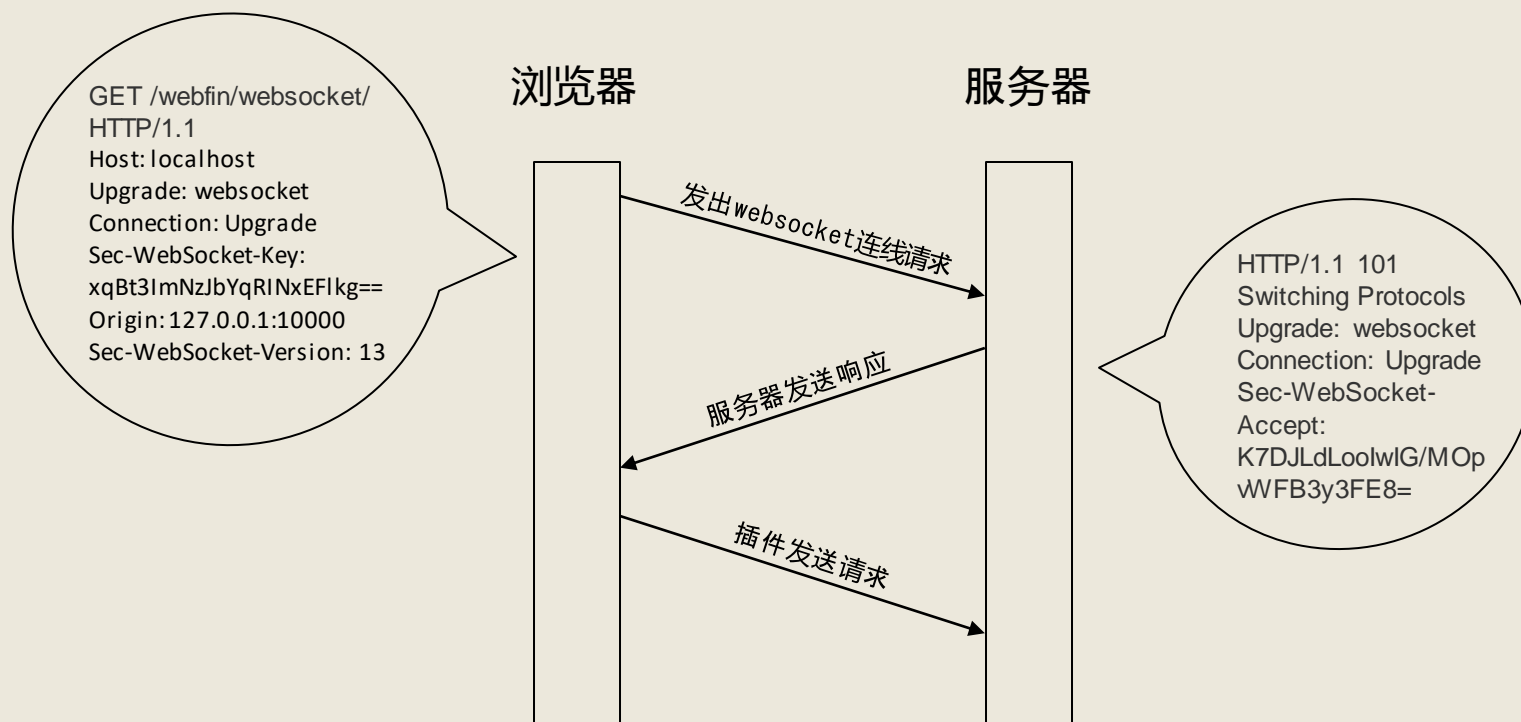 浏览器
服务器
GET /webfin/websocket/
HTTP/1.1
Host: localhost
Upgrade: websocket
Connection: Upgrade
Sec-WebSocket-Key:
xqBt3ImNzJbYqRINxEFlkg==
Origin: 127.0.0.1:10000
Sec-WebSocket-Version: 13
发出websocket连线请求
服务器发送响应
插件发送请求
HTTP/1.1 101
Switching Protocols
Upgrade: websocket
Connection: Upgrade
Sec-WebSocket-
Accept:
K7DJLdLooIwIG/MOp
vWFB3y3FE8=